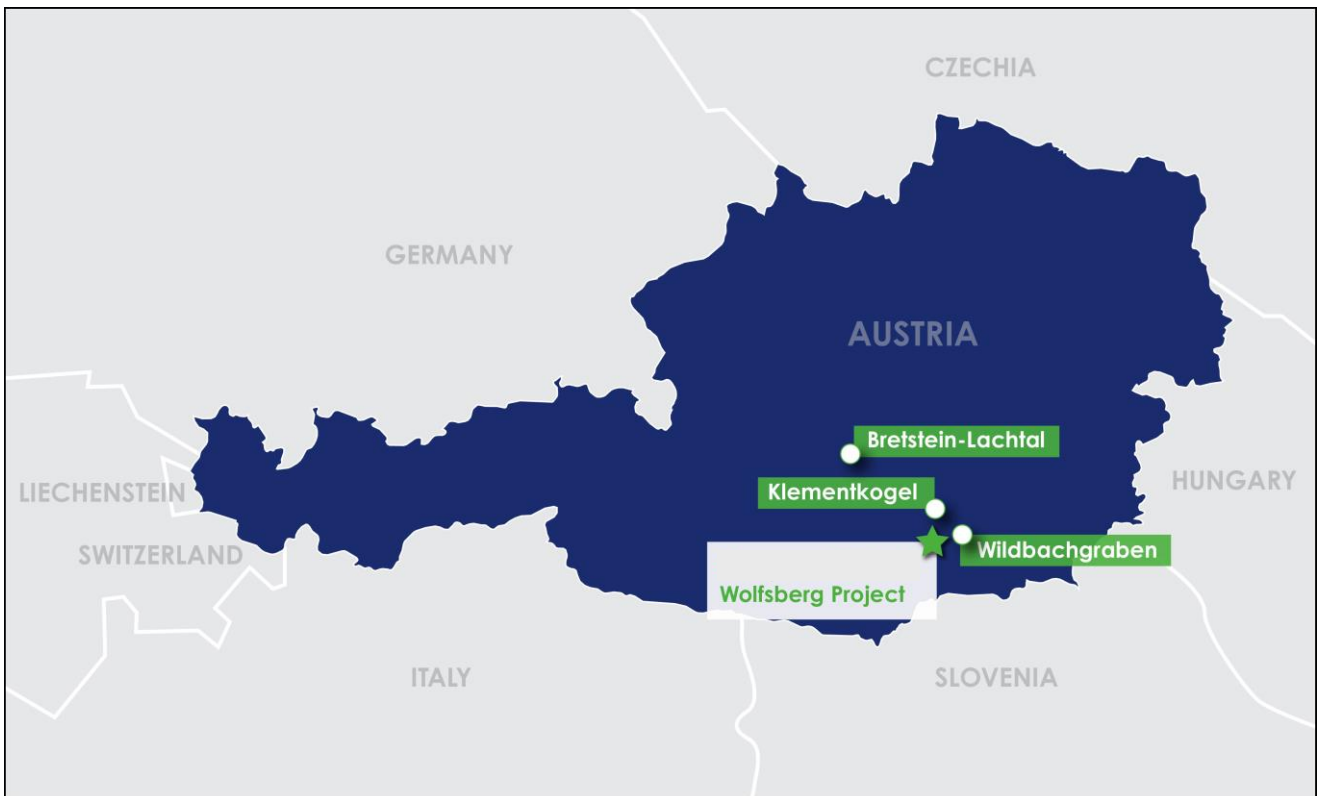 CZECHIA
GERMANY
AUSTRIA
Bretstein-Lachtal
Klementkogel
LIECHENSTEIN
HUNGARY
SWITZERLAND
Wildbachgraben
Wolfsberg Project
ITALY
SLOVENIA